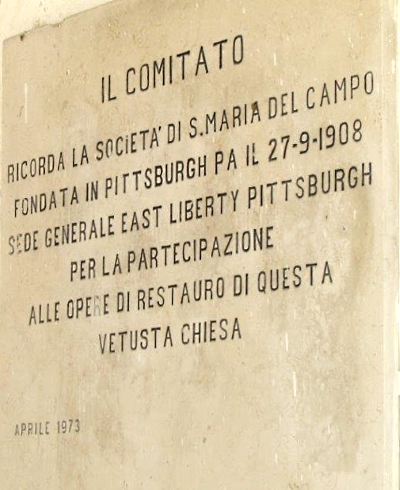 IL COMITATO
RICORDA LA SOCIETA' DI S.MARIA DEL CAMPO
FONDATA IN PITTSBURGH PA IL 27-9-1908
SEDE GENERALE EAST LIBERTY PITTSBURGH
PER LA PARTECIPAZIONE
ALLE OPERE DI RESTAURO DI QUESTA
VETUSTA CHIESA
APRILE 1973